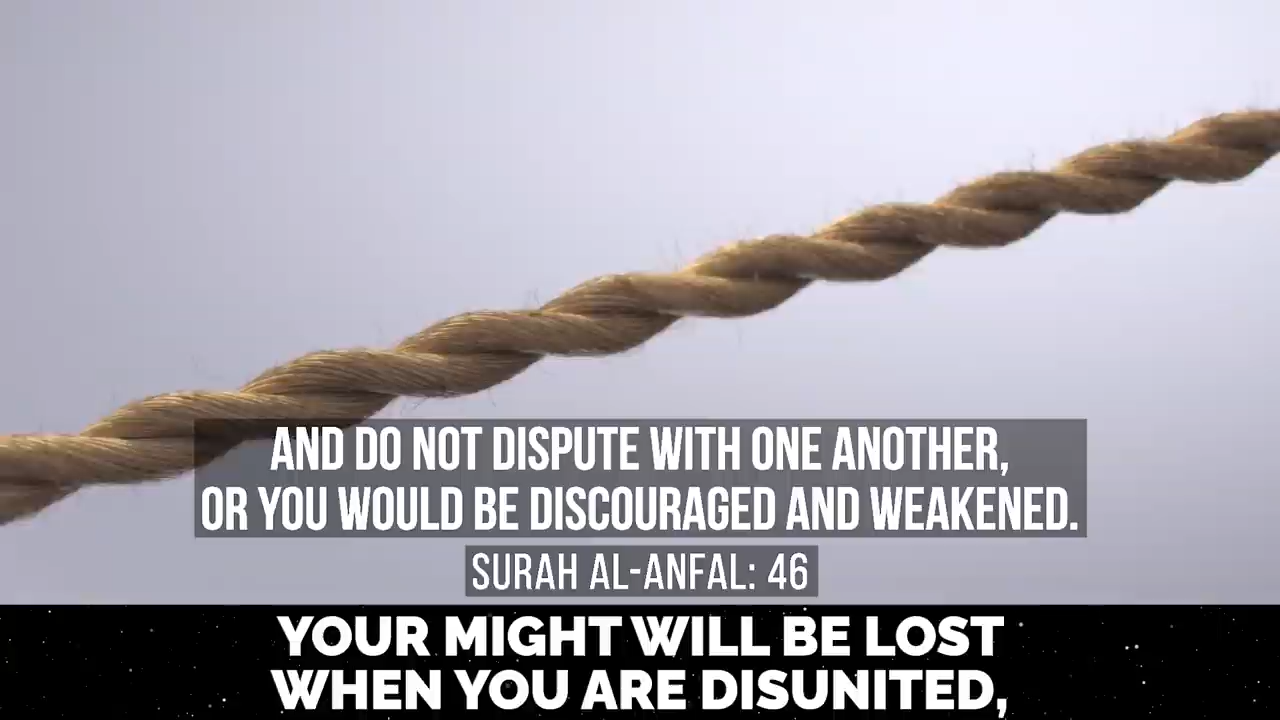 AND DO NOT DISPUTE WITH ONE ANOTHER,
OR YOU WOULD BE DISCOURAGED AND WEAKENED.
SURAH AL-ANFAL: 46
YOUR MIGHT WILL BE LOST
WHEN YOU ARE DISUNITED,